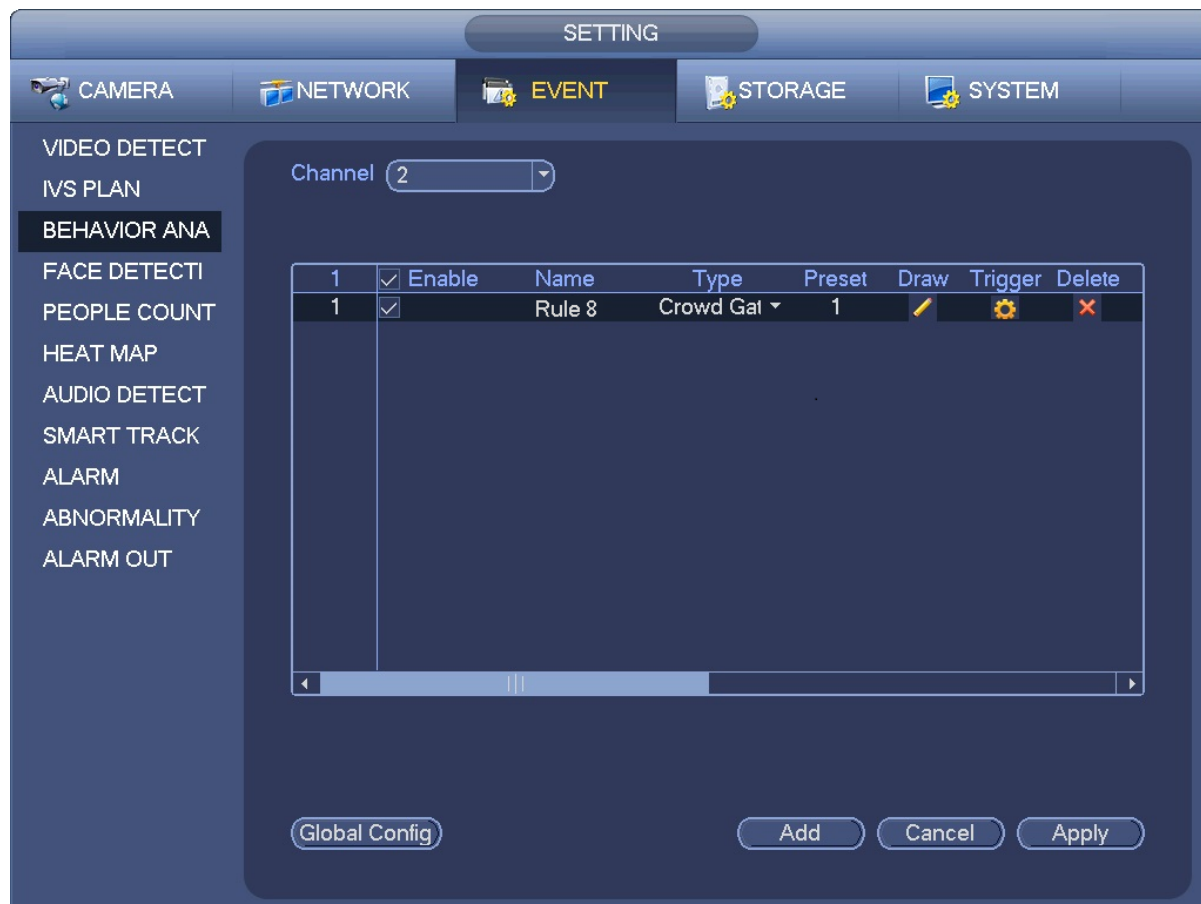 SETTING
CAMERA NETWORK EVENT STORAGE SYSTEM
VIDEO DETECT
IVS PLAN
BEHAVIOR ANA
FACE DETECTI
PEOPLE COUNT
HEAT MAP
AUDIO DETECT
SMART TRACK
ALARM
ABNORMALITY
ALARM OUT
Channel 2
1 Enable Name Type Preset Draw Trigger Delete
1 Rule 8 Crowd Gat 1
Global Config Add Cancel Apply